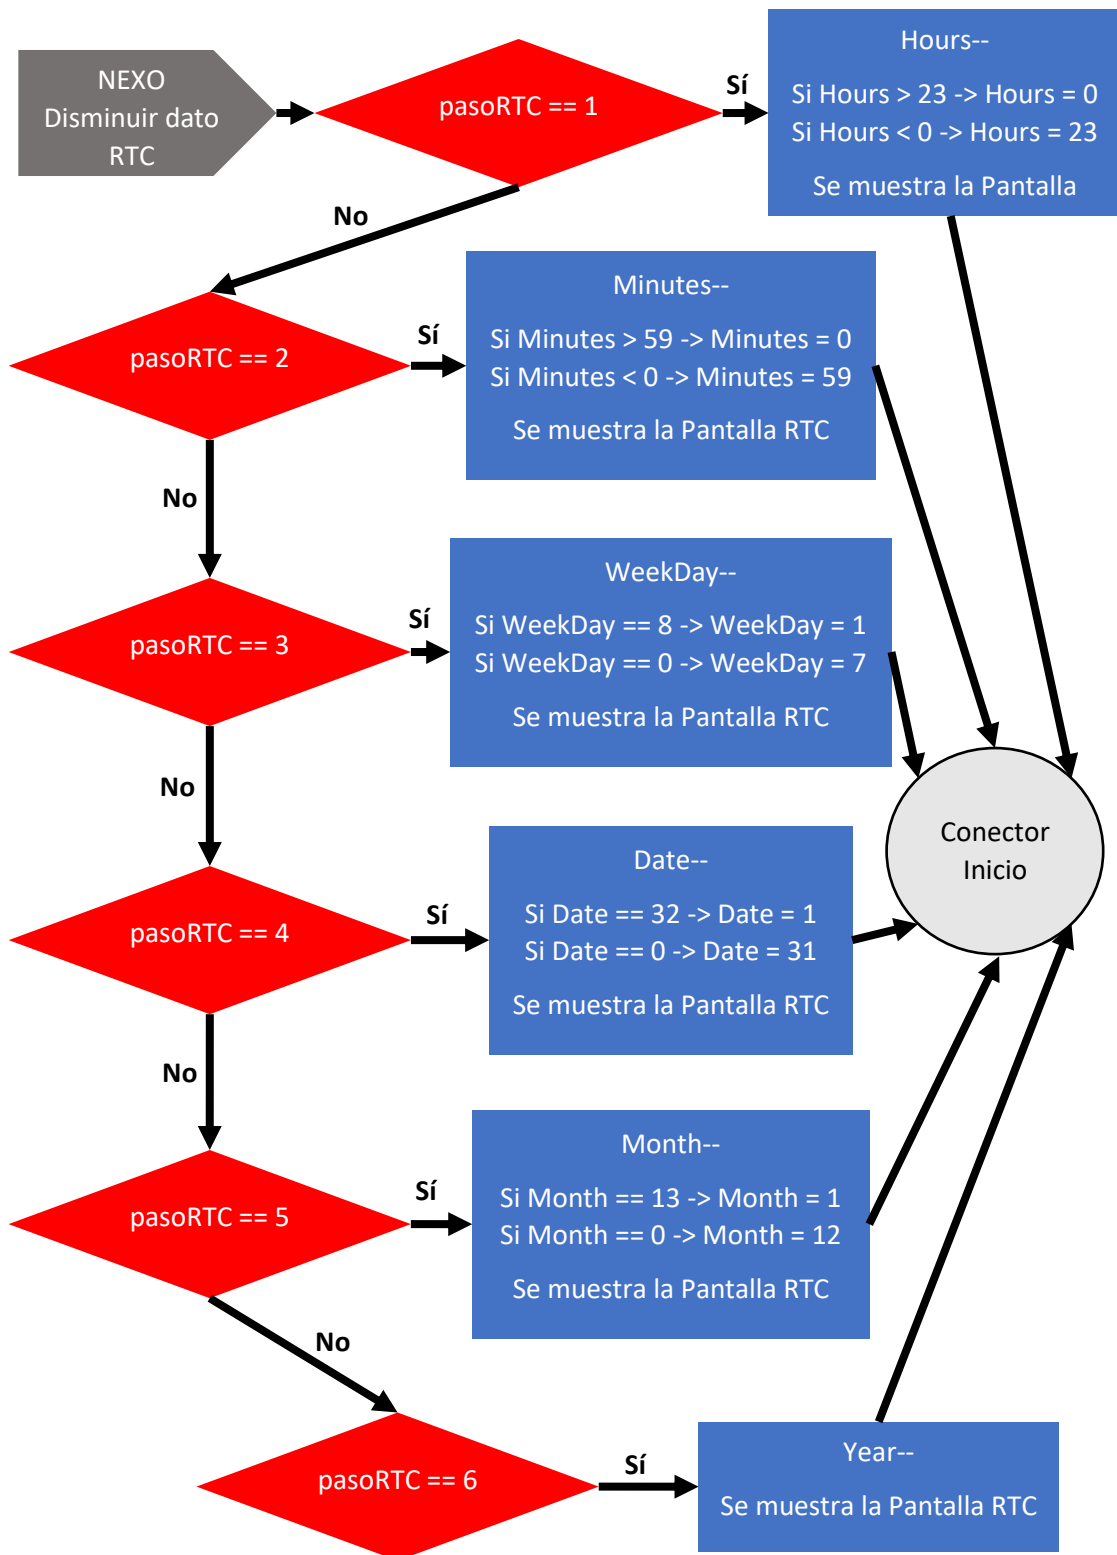 NEXO
Disminuir dato
RTC
pasoRTC == 1
Sí
Hours--
Si Hours > 23 -> Hours = 0
Si Hours < 0 -> Hours = 23
Se muestra la Pantalla
No
pasoRTC == 2
Sí
Minutes--
Si Minutes > 59 -> Minutes = 0
Si Minutes < 0 -> Minutes = 59
Se muestra la Pantalla RTC
No
pasoRTC == 3
Sí
WeekDay--
Si WeekDay == 8 -> WeekDay = 1
Si WeekDay == 0 -> WeekDay = 7
Se muestra la Pantalla RTC
No
Conector
Inicio
pasoRTC == 4
Sí
Date--
Si Date == 32 -> Date = 1
Si Date == 0 -> Date = 31
Se muestra la Pantalla RTC
No
pasoRTC == 5
Sí
Month--
Si Month == 13 -> Month = 1
Si Month == 0 -> Month = 12
Se muestra la Pantalla RTC
No
pasoRTC == 6
Sí
Year--
Se muestra la Pantalla RTC